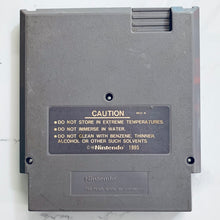 CAUTION
• DO NOT STORE IN EXTREME TEMPERATURES.
• DO NOT IMMERSE IN WATER.
• DO NOT CLEAN WITH BENZENE, THINNER,
ALCOHOL OR OTHER SUCH SOLVENTS.
©Nintendo 1985
Nintendo